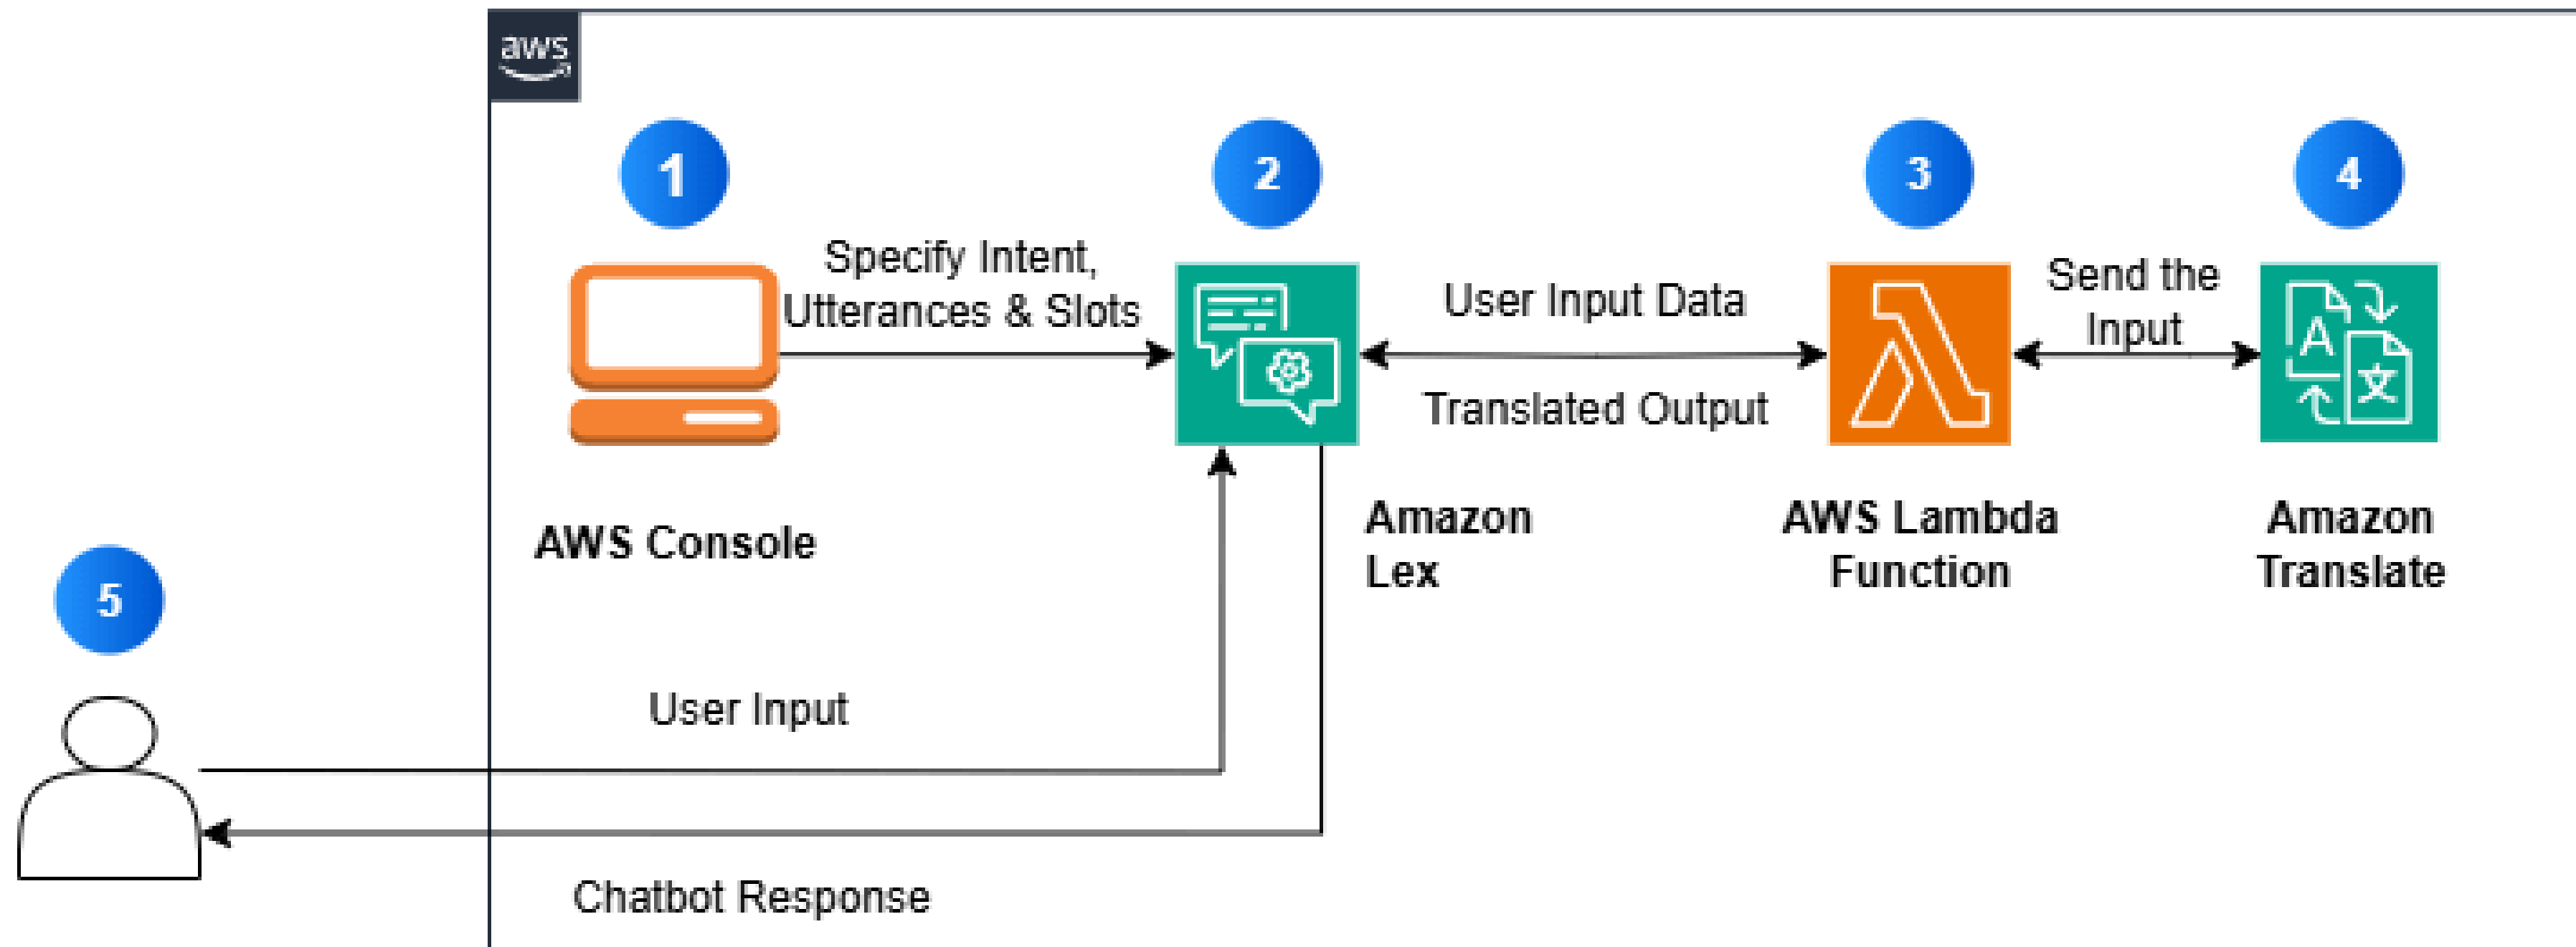 aws
1
2
3
4
Specify Intent,
Utterances & Slots
User Input Data
Translated Output
Send the
Input
AWS Console
Amazon
Lex
AWS Lambda
Function
Amazon
Translate
5
User Input
Chatbot Response
A
文